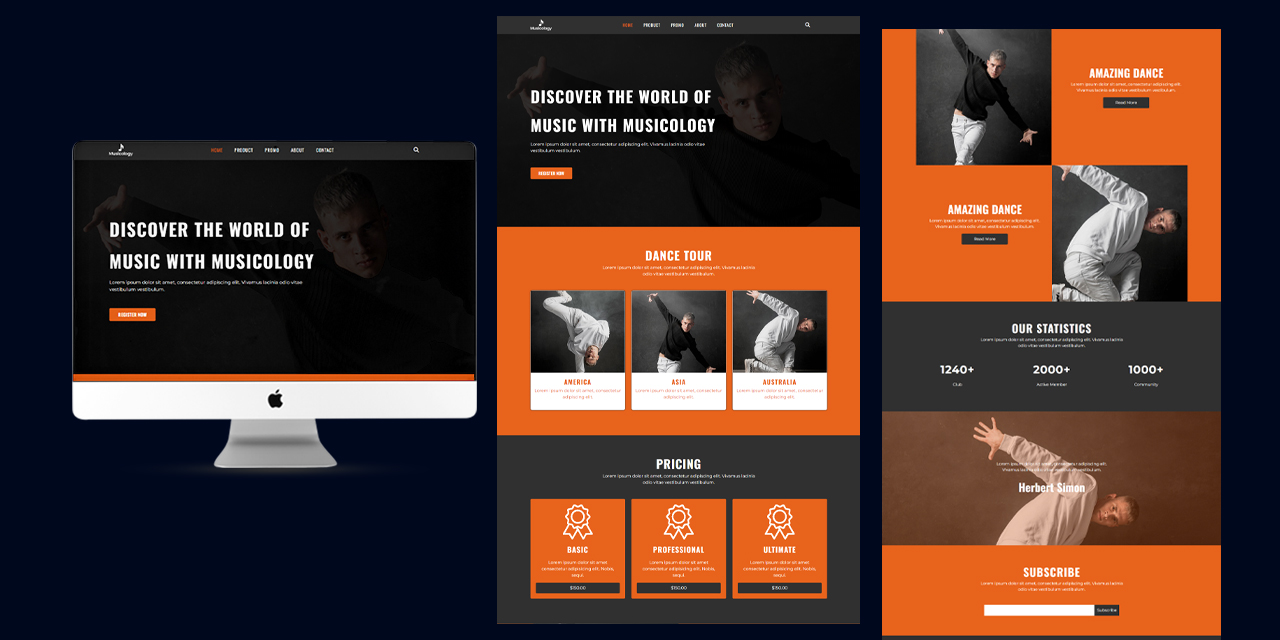 Musicology
HOME PRODUCT PROMO ABOUT CONTACT
DISCOVER THE WORLD OF
MUSIC WITH MUSICOLOGY
Lorem ipsum dolor sit amet, consectetur adipiscing elit. Vivamus lacinia odio vitae
vestibulum vestibulum.
REGISTER NOW
Musicology
HOME PRODUCT PROMO ABOUT CONTACT
DISCOVER THE WORLD OF
MUSIC WITH MUSICOLOGY
Lorem ipsum dolor sit amet, consectetur adipiscing elit. Vivamus lacinia odio vitae
vestibulum vestibulum.
REGISTER NOW
DANCE TOUR
Lorem ipsum dolor sit amet, consectetur adipiscing elit. Vivamus lacinia
odio vitae vestibulum vestibulum.
AMERICA
Lorem ipsum dolor sit amet, consectetur
adipiscing elit.
ASIA
Lorem ipsum dolor sit amet, consectetur
adipiscing elit.
AUSTRALIA
Lorem ipsum dolor sit amet, consectetur
adipiscing elit.
PRICING
Lorem ipsum dolor sit amet, consectetur adipiscing elit. Vivamus lacinia
odio vitae vestibulum vestibulum.
BASIC
Lorem ipsum dolor sit amet
consectetur adipisicing elit. Nobis,
sequi.
$150.00
PROFESSIONAL
Lorem ipsum dolor sit amet
consectetur adipisicing elit. Nobis,
sequi.
$150.00
ULTIMATE
Lorem ipsum dolor sit amet
consectetur adipisicing elit. Nobis,
sequi.
$150.00
AMAZING DANCE
Lorem ipsum dolor sit amet, consectetur adipiscing elit.
Vivamus lacinia odio vitae vestibulum vestibulum.
Read More
AMAZING DANCE
Lorem ipsum dolor sit amet, consectetur adipiscing elit.
Vivamus lacinia odio vitae vestibulum vestibulum.
Read More
OUR STATISTICS
Lorem ipsum dolor sit amet, consectetur adipiscing elit. Vivamus lacinia
odio vitae vestibulum vestibulum.
1240+
Club
2000+
Active Member
1000+
Community
Lorem ipsum dolor sit amet, consectetur adipiscing elit.
Vivamus lacinia odio vitae vestibulum vestibulum.
Herbert Simon
SUBSCRIBE
Lorem ipsum dolor sit amet, consectetur adipiscing elit. Vivamus lacinia
odio vitae vestibulum vestibulum.
Subscribe